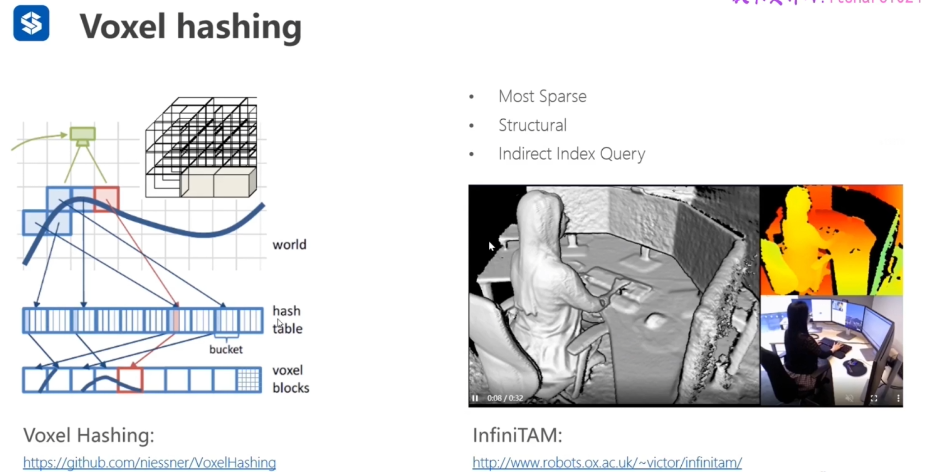 Voxel hashing
Most Sparse
Structural
Indirect Index Query
world
hash
table
bucket
voxel
blocks
0:08 / 0:32
Voxel Hashing:
https://github.com/niessner/VoxelHashing
InfiniTAM:
http://www.robots.ox.ac.uk/~victor/infinitam/